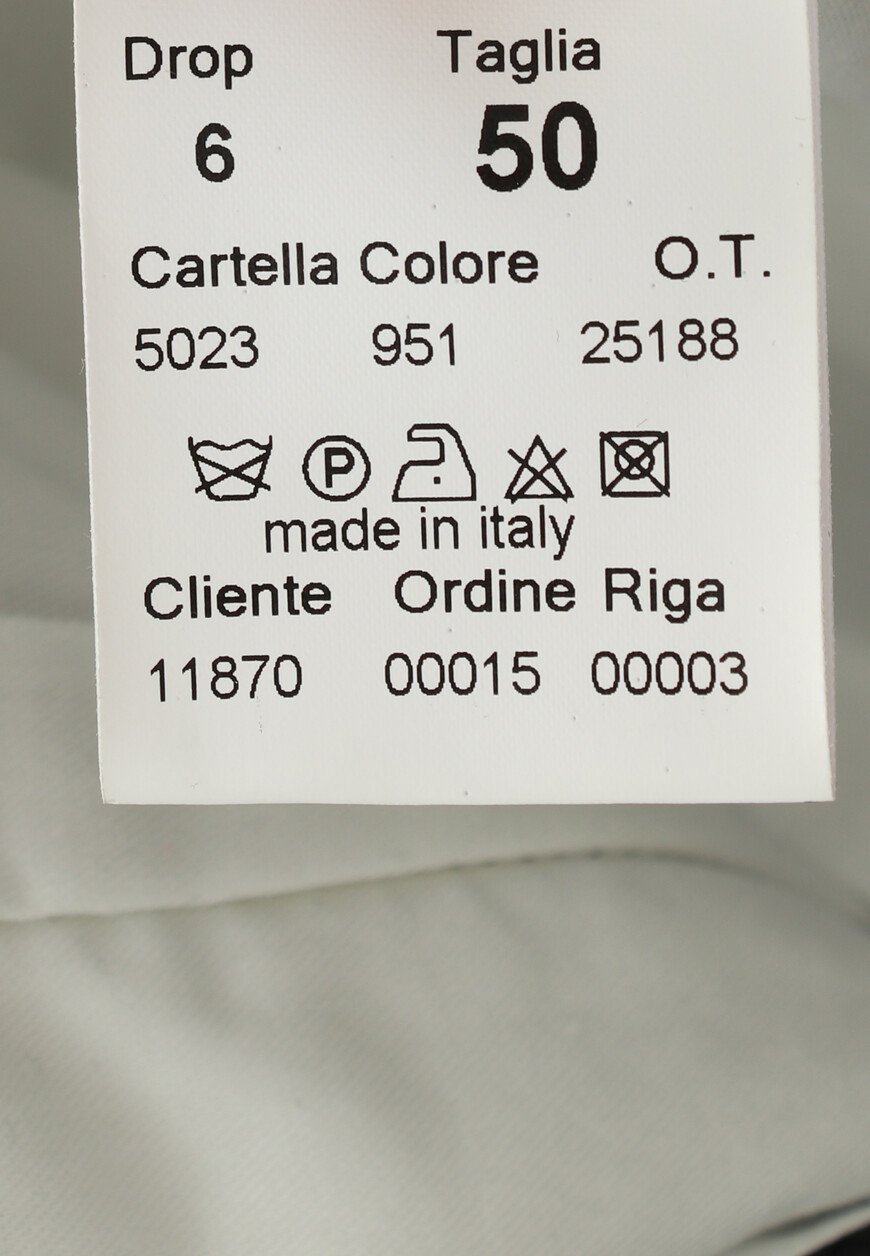 Drop Taglia
6 50
Cartella Colore O.T.
5023 951 25188
P
made in italy
Cliente Ordine Riga
11870 00015 00003